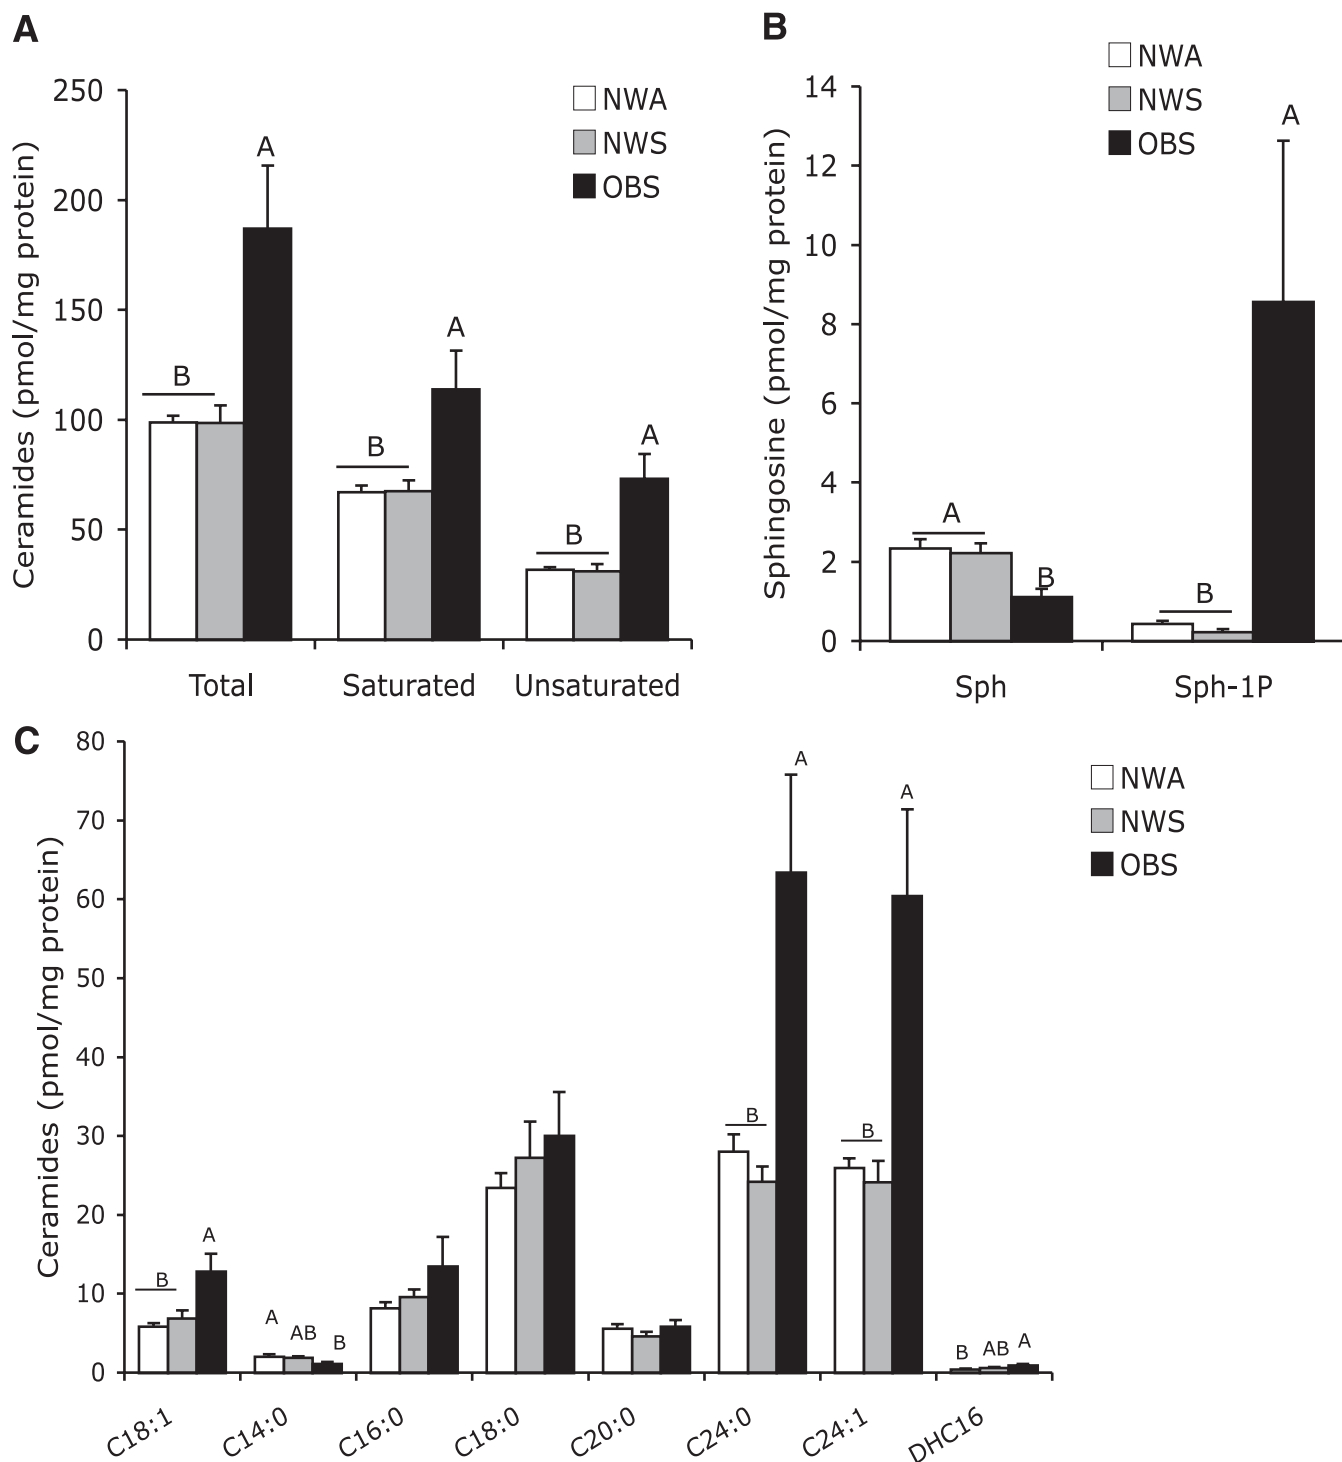 A
Ceramides (pmol/mg protein)
250
200
150
100
50
0
NWA
NWS
OBS
B
A
B
A
B
A
Total
Saturated
Unsaturated
B
Sphingosine (pmol/mg protein)
14
12
10
8
6
4
2
0
NWA
NWS
OBS
A
B
B
A
Sph
Sph-1P
C
Ceramides (pmol/mg protein)
80
70
60
50
40
30
20
10
0
NWA
NWS
OBS
B
A
A
AB
B
B
A
B
A
B
AB
A
C18:1
C14:0
C16:0
C18:0
C20:0
C24:0
C24:1
DHC16